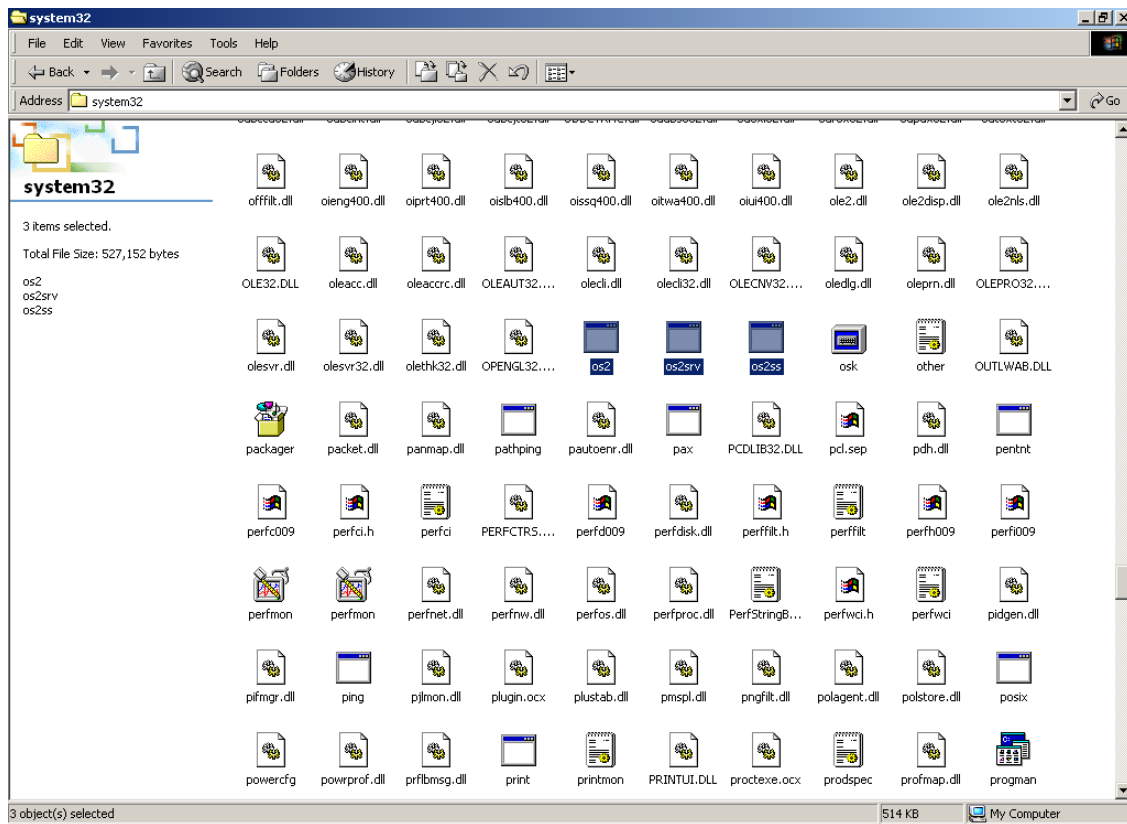 system32
File Edit View Favorites Tools Help
Back Search Folders History
Address system32 Go
system32
3 items selected.
Total File Size: 527,152 bytes
os2
os2srv
os2ss
offfilt.dll oieng400.dll oiprt400.dll oislb400.dll oissq400.dll oitwa400.dll oiui400.dll ole2.dll ole2disp.dll ole2nls.dll
OLE32.DLL oleacc.dll oleaccrc.dll OLEAUT32.... olecli.dll olecli32.dll OLECNV32.... oledlg.dll oleprn.dll OLEPRO32....
olesvr.dll olesvr32.dll olethk32.dll OPENGL32.... os2 os2srv os2ss osk other OUTLWAB.DLL
packager packet.dll panmap.dll pathping pautoenr.dll pax PCDLIB32.DLL pcl.sep pdh.dll pentnt
perfc009 perfci.h perfci PERFCTRS.... perfd009 perfdisk.dll perffilt.h perffilt perfh009 perfi009
perfmon perfmon perfnet.dll perfnw.dll perfos.dll perfproc.dll PerfStringB... perfwci.h perfwci pidgen.dll
pifmgr.dll ping pjlmon.dll plugin.ocx plustab.dll pmspl.dll pngfilt.dll polagent.dll polstore.dll posix
powercfg powrprof.dll prflbmsg.dll print printmon PRINTUI.DLL proctexe.ocx prodspec profmap.dll progman
3 object(s) selected 514 KB My Computer